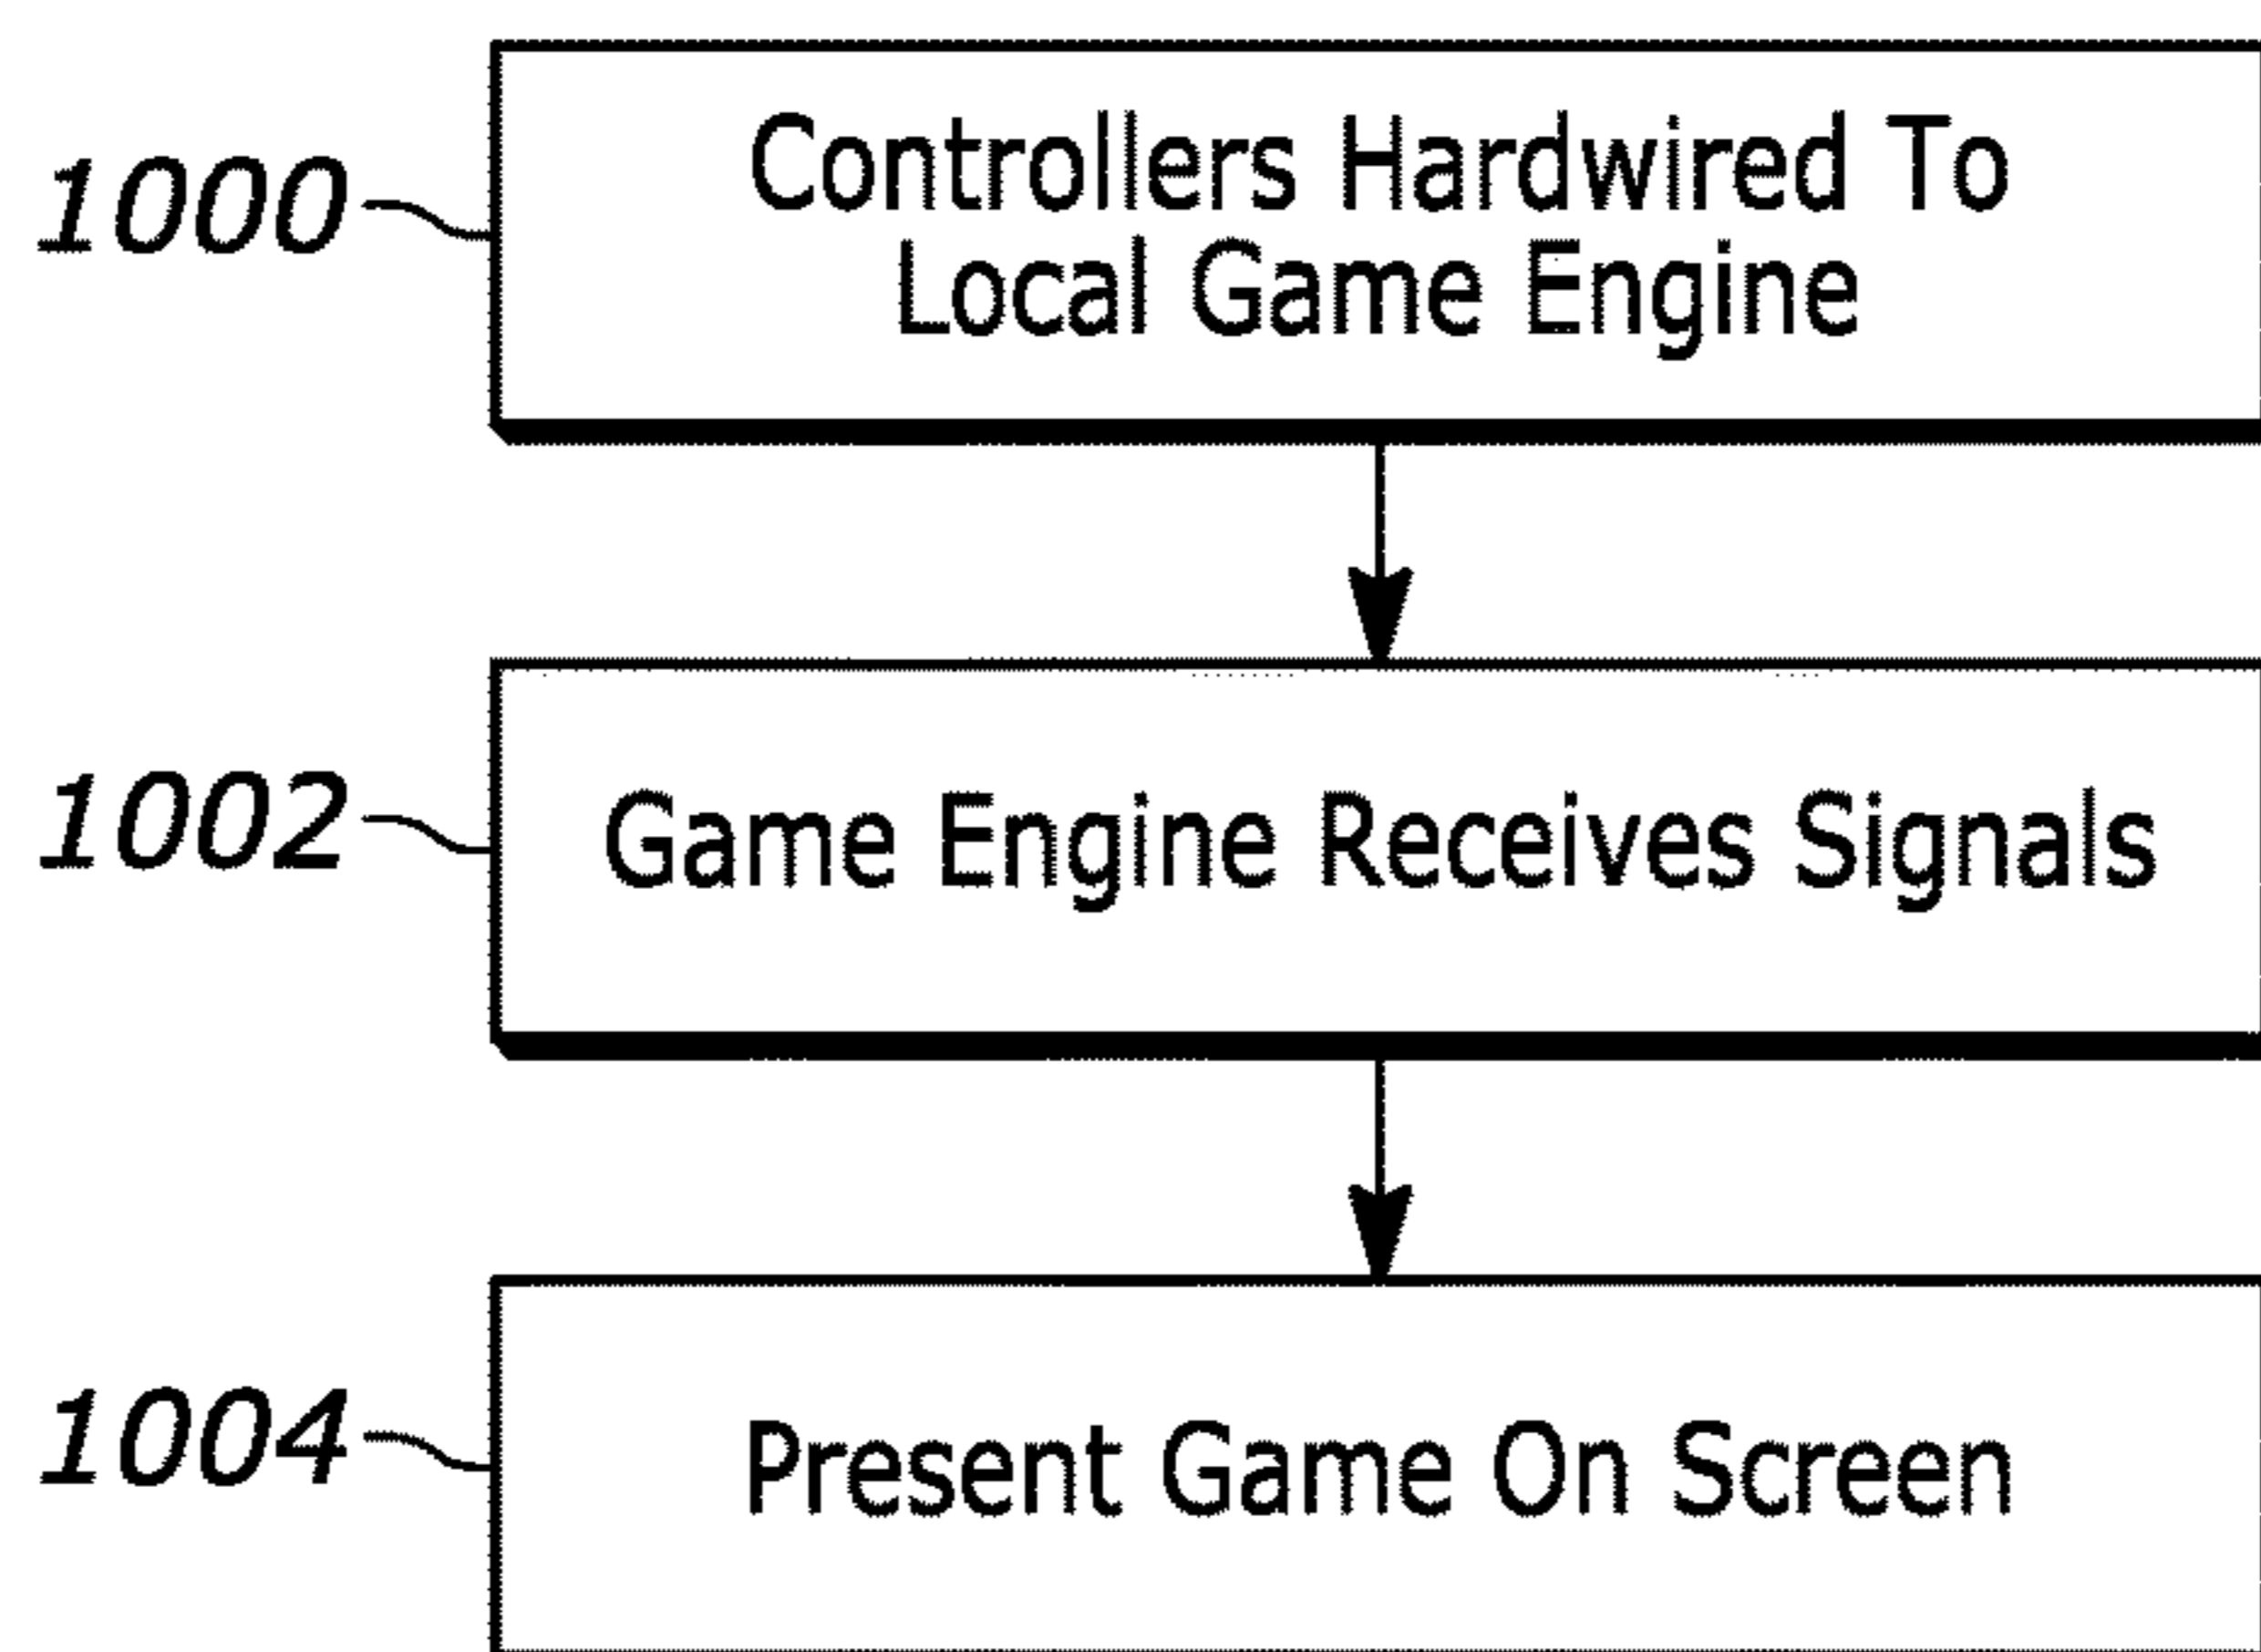 1000
Controllers Hardwired To
Local Game Engine
1002
Game Engine Receives Signals
1004
Present Game On Screen